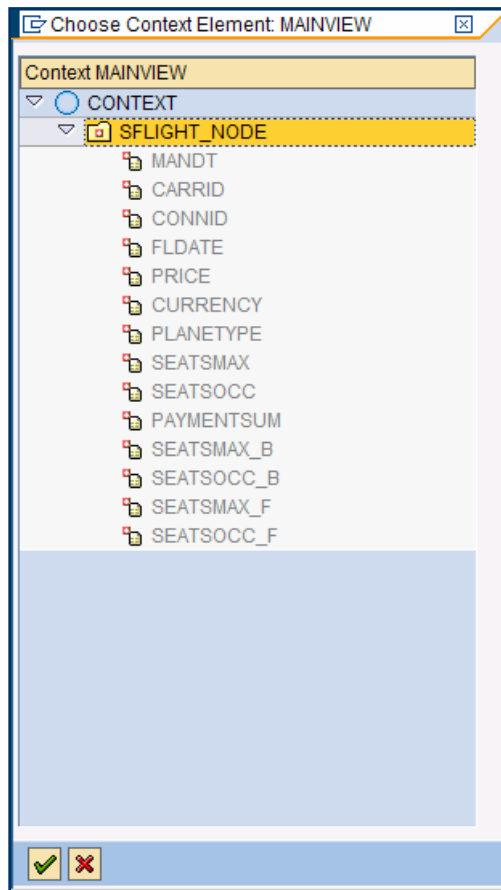 Choose Context Element: MAINVIEW
Context MAINVIEW
CONTEXT
SFLIGHT_NODE
MANDT
CARRID
CONNID
FLDATE
PRICE
CURRENCY
PLANETYPE
SEATSMAX
SEATSOCC
PAYMENTSUM
SEATSMAX_B
SEATSOCC_B
SEATSMAX_F
SEATSOCC_F